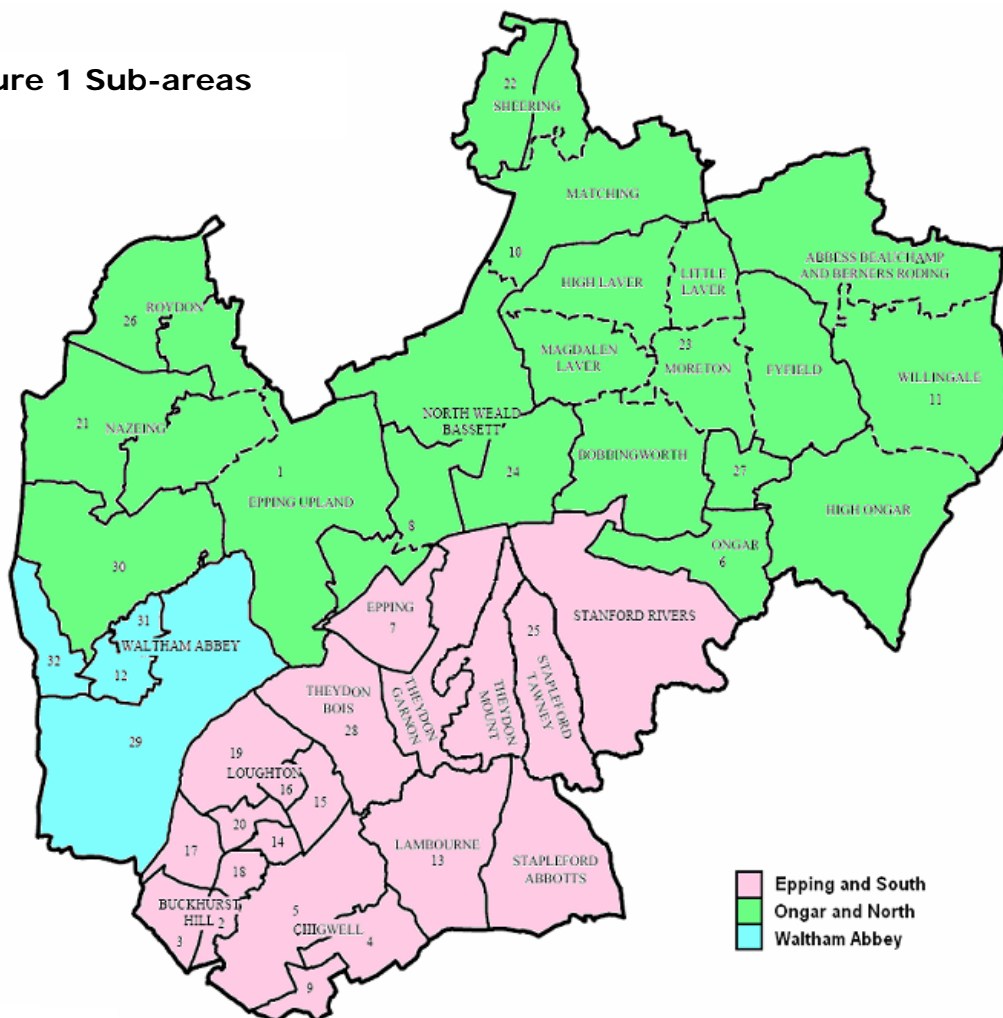 ure 1 Sub-areas
22
SHEERING
MATCHING
10
HIGH LAVER
LITTLE
LAVER
ABBESS BEAUCHAMP
AND BERNERS RODING
26
ROYDON
MAGDALEN
LAVER
23
MORETON
FYFIELD
WILLINGALE
11
21
NAZEING
NORTH WEALD
BASSETT
1
EPPING UPLAND
24
BOBBINGWORTH
27
HIGH ONGAR
8
ONGAR
6
30
EPPING
7
STANFORD RIVERS
25
STAPLEFORD
TAWNEY
31
WALTHAM ABBEY
32
12
THEYDON
BOIS
28
THEYDON
GARNON
THEYDON
MOUNT
29
19
LOUGHTON
16
15
20
14
17
18
LAMBOURNE
13
STAPLEFORD
ABBOTTS
BUCKHURST
HILL
2
3
5
CHIGWELL
4
9
Epping and South
Ongar and North
Waltham Abbey